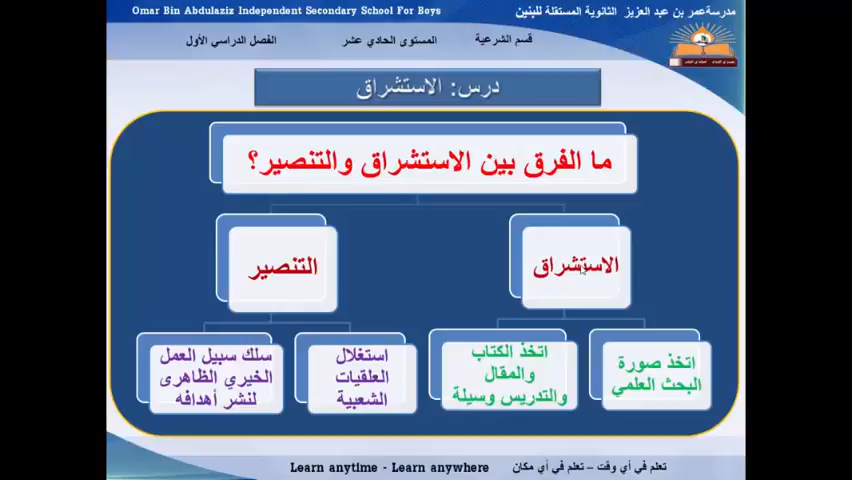 Omar Bin Abdulaziz Independent Secondary School For Boys
مدرسةعمر بن عبد العزيز الثانوية المستقلة للبنين
قسم الشرعية
المستوى الحادي عشر
الفصل الدراسي الأول
درس: الاستشراق
ما الفرق بين الاستشراق والتنصير؟
الاستشراق
التنصير
اتخذ صورة
البحث العلمي
اتخذ الكتاب
والمقال
والتدريس وسيلة
استغلال
العلقيات
الشعبية
سلك سبيل العمل
الخيري الظاهرى
لنشر أهدافه
تعلم في أي وقت – تعلم في أي مكان
Learn anytime - Learn anywhere